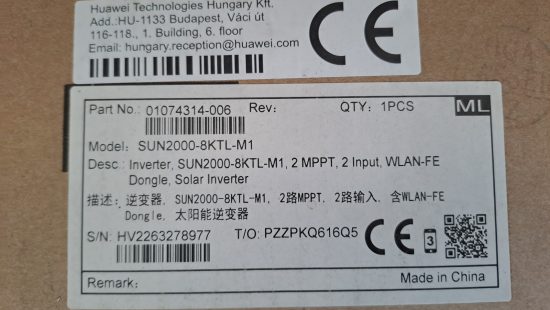 Huawei Technologies Hungary Kft.
Add.:HU-1133 Budapest, Váci út
116-118., 1. Building, 6. floor
Email: hungary.reception@huawei.com
CE
Part No.: 01074314-006 Rev: QTY: 1PCS ML
Model: SUN2000-8KTL-M1
Desc : Inverter, SUN2000-8KTL-M1, 2 MPPT, 2 Input, WLAN-FE
Dongle, Solar Inverter
描述: 逆变器, SUN2000-8KTL-M1, 2路MPPT, 2路输入, 含WLAN-FE
Dongle, 太阳能逆变器
S/N: HV2263278977 T/O: PZZPKQ616Q5 CE 3
Remark: Made in China